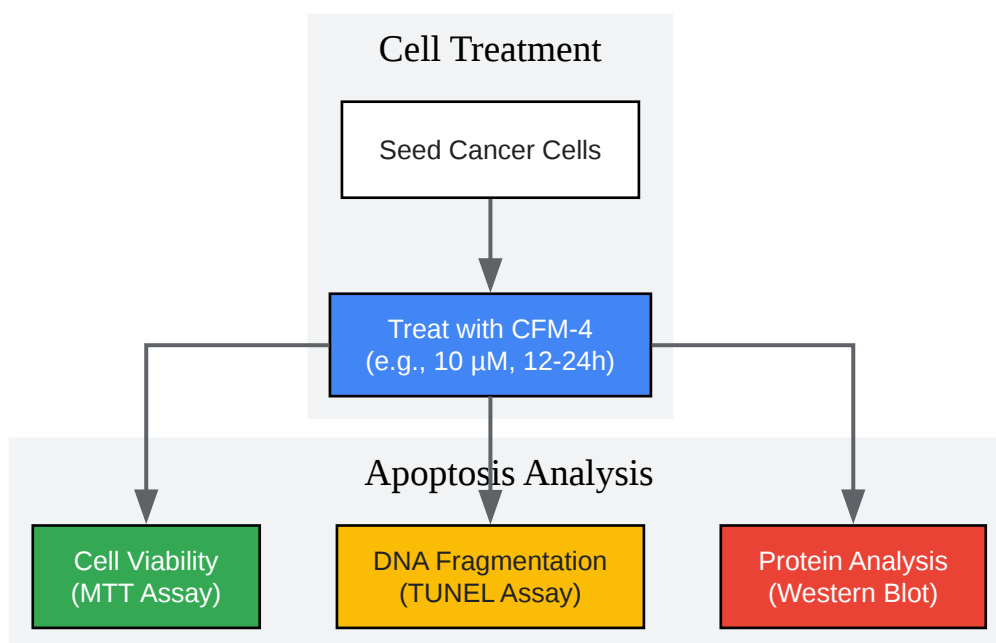 Cell Treatment
Seed Cancer Cells
Treat with CFM-4
(e.g., 10 µM, 12-24h)
Apoptosis Analysis
Cell Viability
(MTT Assay)
DNA Fragmentation
(TUNEL Assay)
Protein Analysis
(Western Blot)